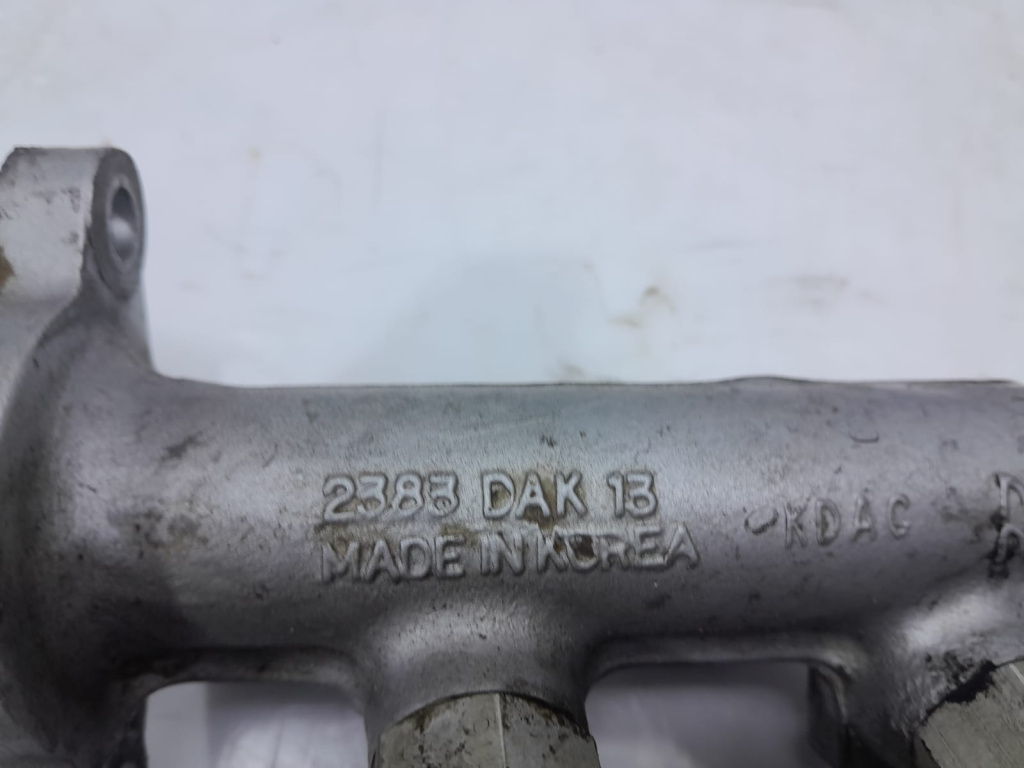 2383 DAK 13
MADE IN KOREA
KDAC